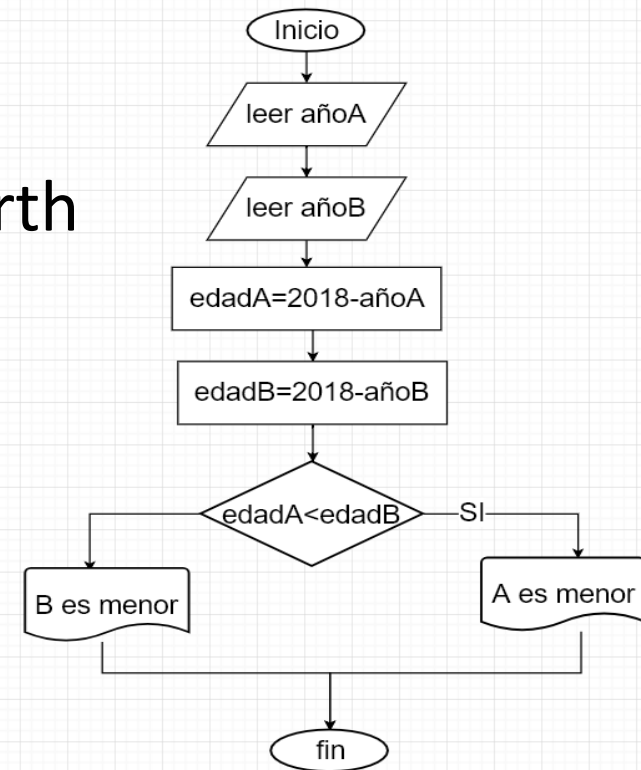 Inicio
leer añoA
rth
leer añoB
edadA=2018-añoA
edadB=2018-añoB
edadA<edadB
SI
B es menor
A es menor
fin